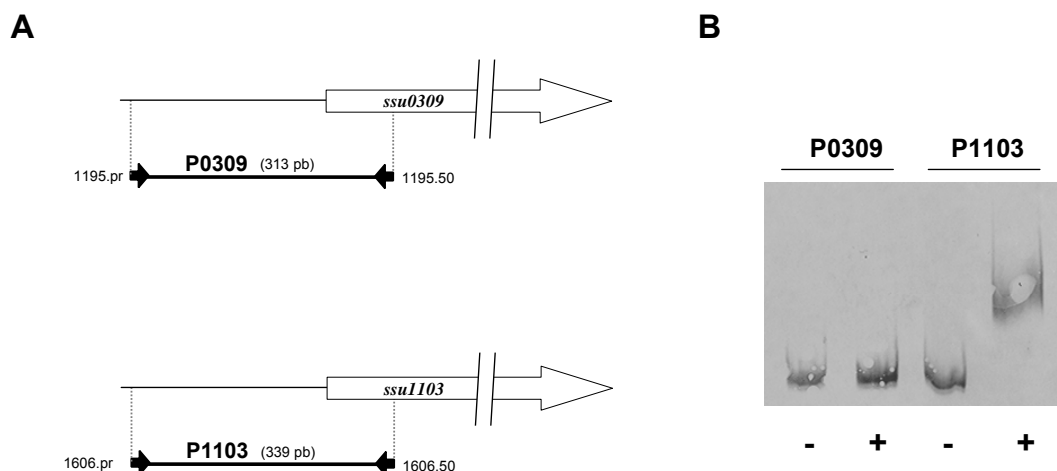 A
ssu0309
P0309 (313 pb)
1195.pr
1195.50
ssu1103
P1103 (339 pb)
1606.pr
1606.50
B
P0309 P1103
- + - +